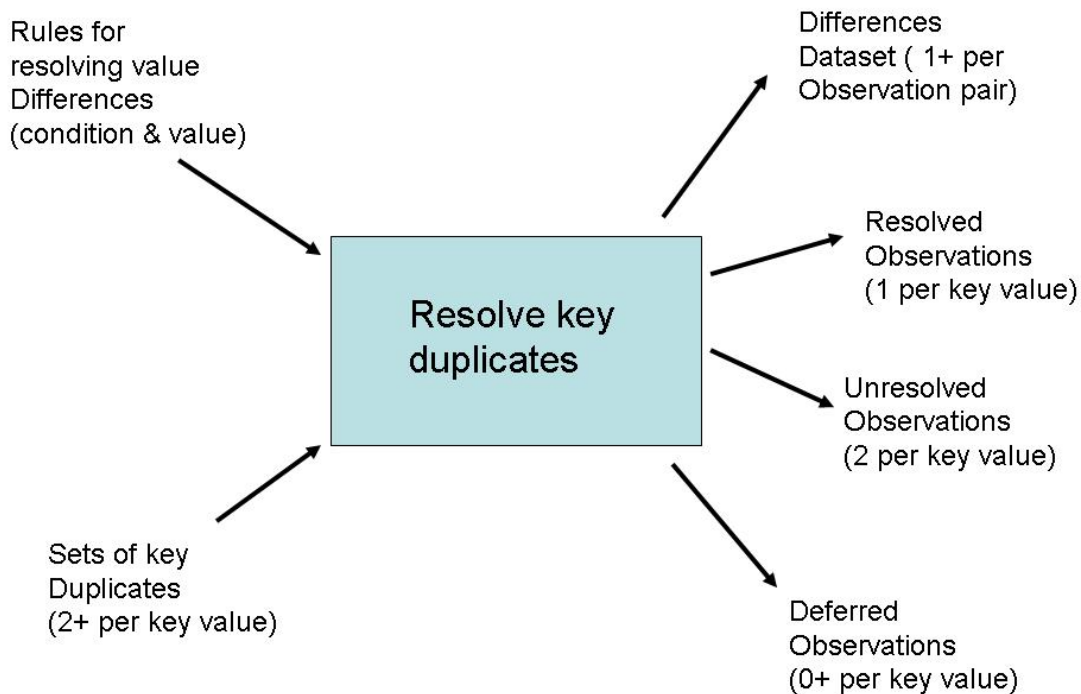 Rules for
resolving value
Differences
(condition & value)
Sets of key
Duplicates
(2+ per key value)
Resolve key
duplicates
Differences
Dataset ( 1+ per
Observation pair)
Resolved
Observations
(1 per key value)
Unresolved
Observations
(2 per key value)
Deferred
Observations
(0+ per key value)